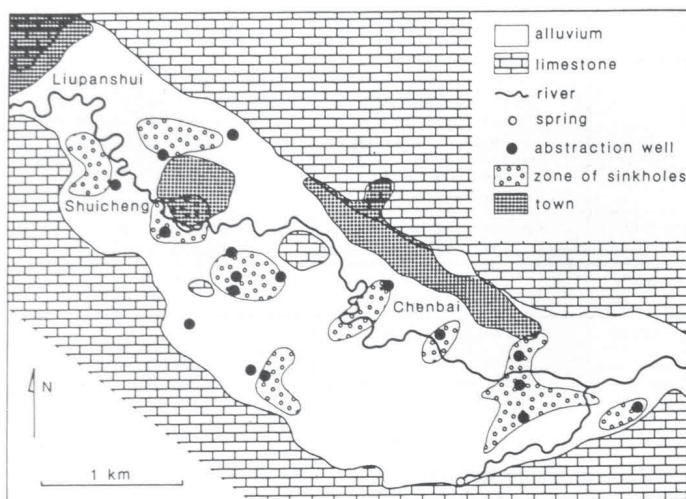 alluvium
limestone
river
spring
abstraction well
zone of sinkholes
town
Liupanshui
Shuicheng
Chenbai
N
1 km